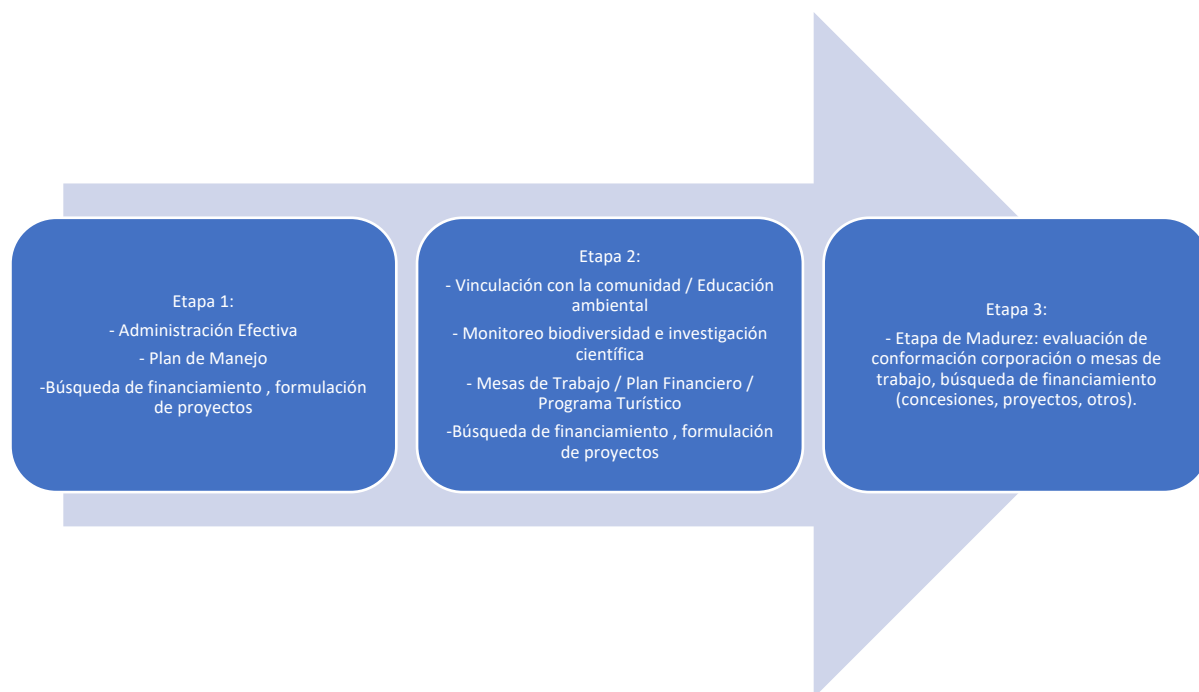 Etapa 1:
- Administración Efectiva
- Plan de Manejo
-Búsqueda de financiamiento , formulación
de proyectos
Etapa 2:
- Vinculación con la comunidad / Educación
ambiental
- Monitoreo biodiversidad e investigación
científica
- Mesas de Trabajo / Plan Financiero /
Programa Turístico
-Búsqueda de financiamiento , formulación
de proyectos
Etapa 3:
- Etapa de Madurez: evaluación de
conformación corporación o mesas de
trabajo, búsqueda de financiamiento
(concesiones, proyectos, otros).